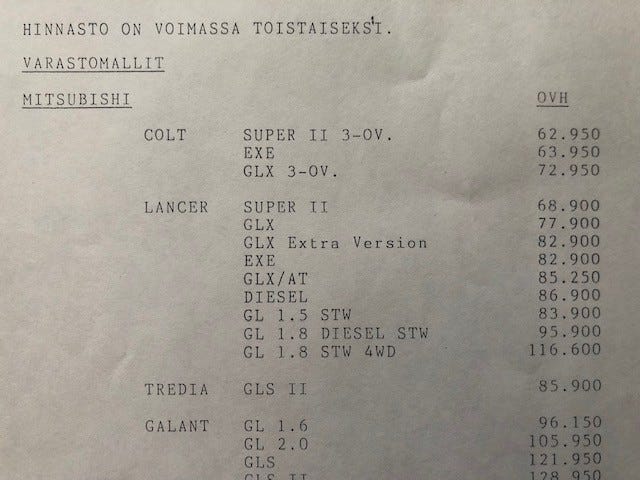 HINNASTO ON VOIMASSA TOISTAISEKSI.
VARASTOMALLIT
MITSUBISHI OVH
COLT SUPER II 3-OV. 62.950
EXE 63.950
GLX 3-OV. 72.950
LANCER SUPER II 68.900
GLX 77.900
GLX Extra Version 82.900
EXE 82.900
GLX/AT 85.250
DIESEL 86.900
GL 1.5 STW 83.900
GL 1.8 DIESEL STW 95.900
GL 1.8 STW 4WD 116.600
TREDIA GLS II 85.900
GALANT GL 1.6 96.150
GL 2.0 105.950
GLS 121.950
GLS II 128.950